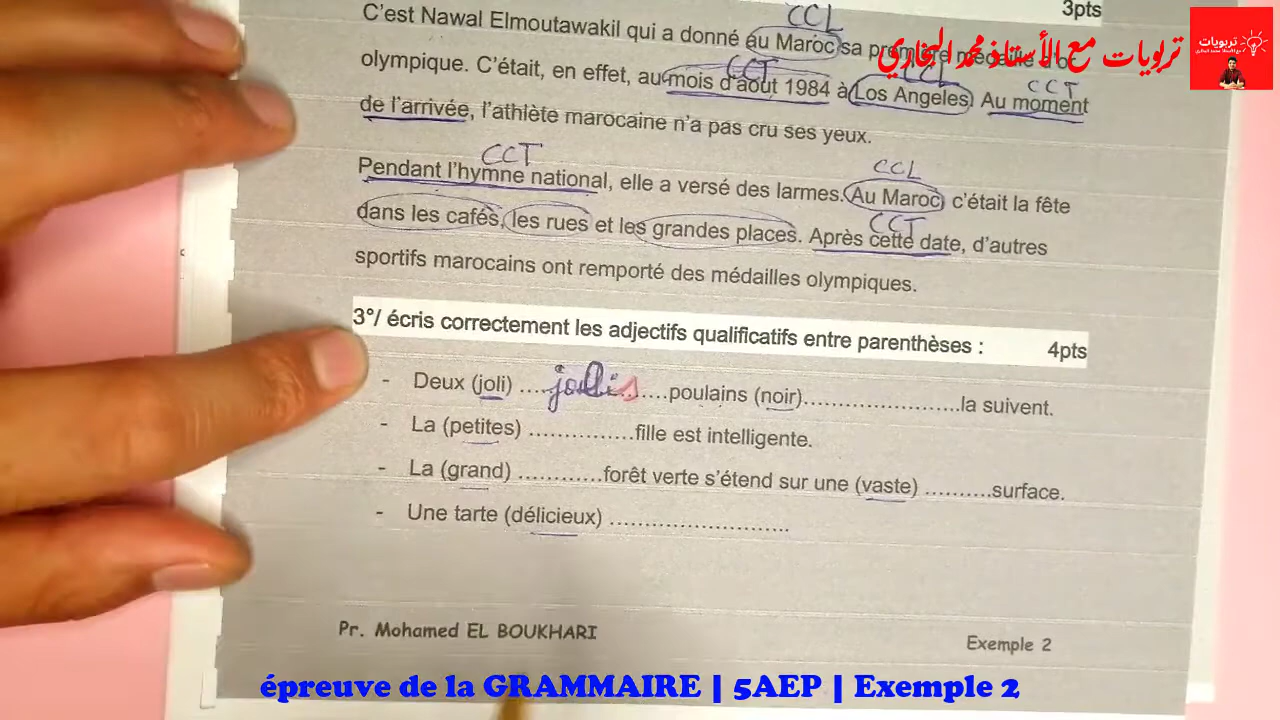 3pts
تربويات مع الأستاذ محمد البخاري
تربويات
CCL
C'est Nawal Elmoutawakil qui a donné au Maroc sa première médaille d'or
CCT CCL CCT
olympique. C'était, en effet, au mois d'aout 1984 à Los Angeles. Au moment
de l'arrivée, l'athlète marocaine n'a pas cru ses yeux.
CCT CCL
Pendant l'hymne national, elle a versé des larmes. Au Maroc, c'était la fête
CCT
dans les cafés, les rues et les grandes places. Après cette date, d'autres
sportifs marocains ont remporté des médailles olympiques.
3°/ écris correctement les adjectifs qualificatifs entre parenthèses : 4pts
- Deux (joli) ....jolis....poulains (noir)......................la suivent.
- La (petites) ...............fille est intelligente.
- La (grand) ............forêt verte s'étend sur une (vaste) ..........surface.
- Une tarte (délicieux) .........................
Pr. Mohamed EL BOUKHARI
Exemple 2
épreuve de la GRAMMAIRE | 5AEP | Exemple 2